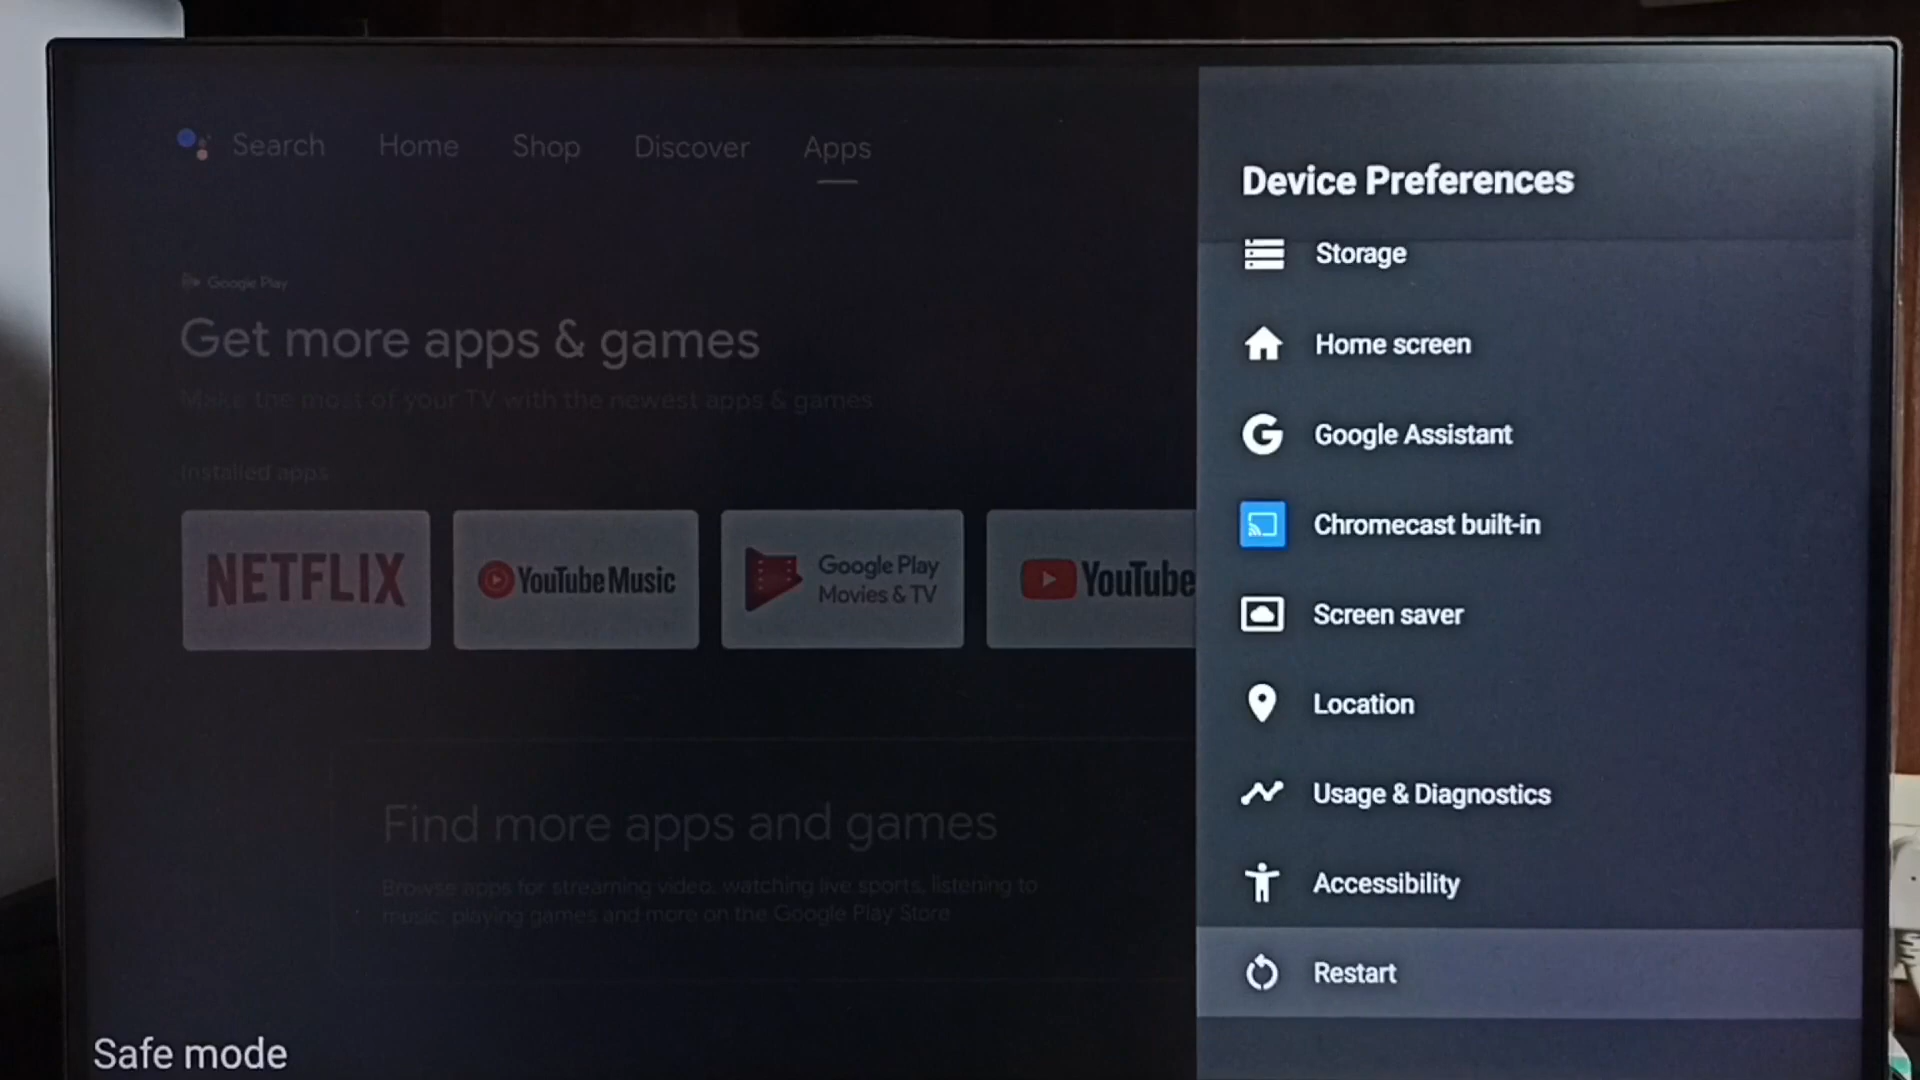 Search Home Shop Discover Apps
Google Play
Get more apps & games
Make the most of your TV with the newest apps & games
Installed apps
NETFLIX
YouTube Music
Google Play
Movies & TV
YouTube
Find more apps and games
Browse apps for streaming video, watching live sports, listening to
music, playing games and more on the Google Play Store
Safe mode
Device Preferences
Storage
Home screen
Google Assistant
Chromecast built-in
Screen saver
Location
Usage & Diagnostics
Accessibility
Restart